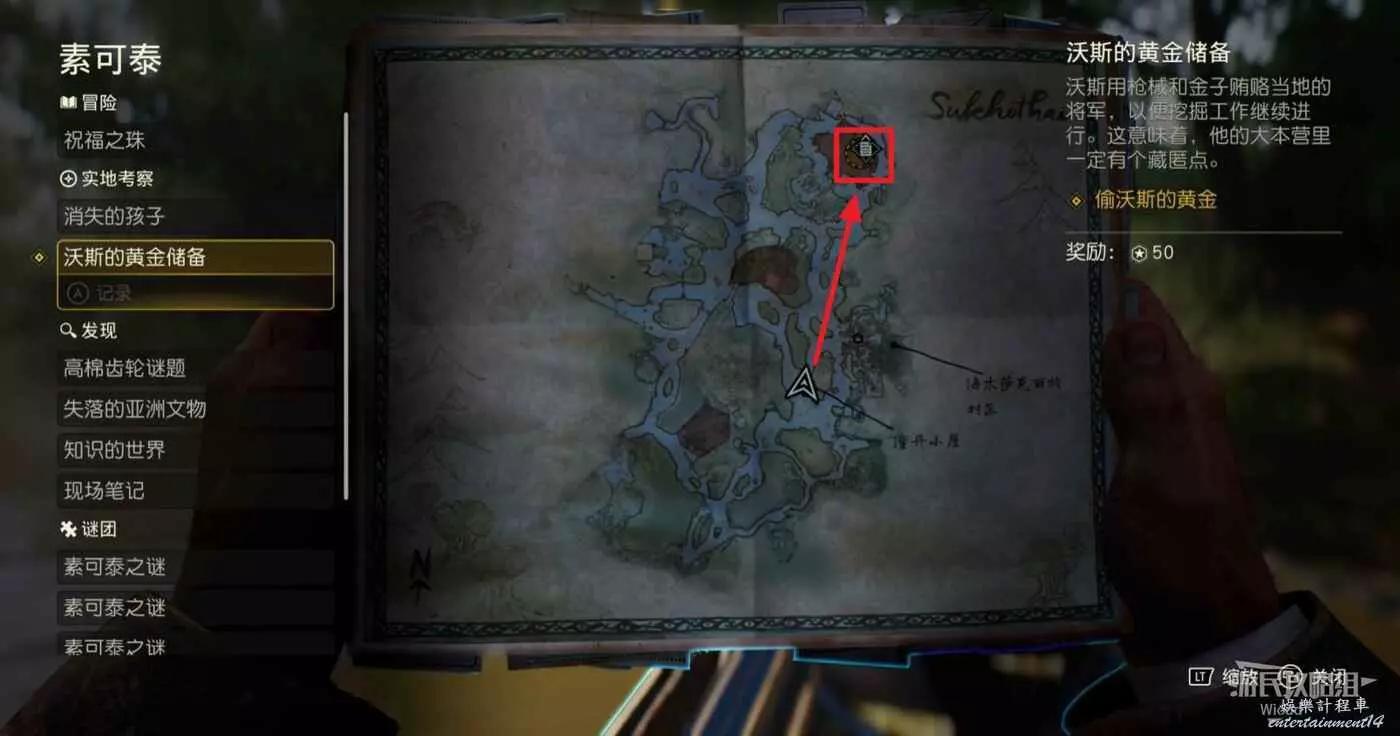 素可泰
冒险
祝福之珠
实地考察
消失的孩子
沃斯的黄金储备
A 记录
发现
高棉齿轮谜题
失落的亚洲文物
知识的世界
现场笔记
谜团
素可泰之谜
素可泰之谜
素可泰之谜
Sukhothai
村落
小屋
N
沃斯的黄金储备
沃斯用枪械和金子贿赂当地的
将军，以便挖掘工作继续进
行。这意味着，他的大本营里
一定有个藏匿点。
偷沃斯的黄金
奖励： 50
LT 缩放 关闭
游民攻略组
娛樂計程車
entertainment14